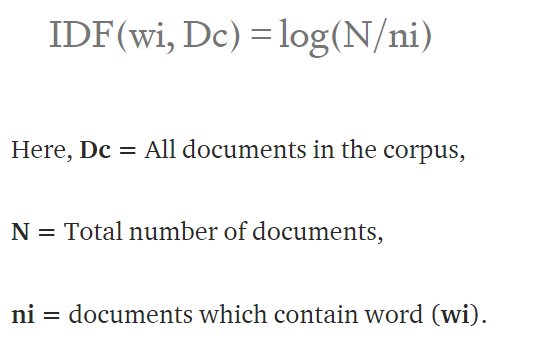 IDF(wi, Dc) = log(N/ni)
Here, Dc = All documents in the corpus,
N = Total number of documents,
ni = documents which contain word (wi).